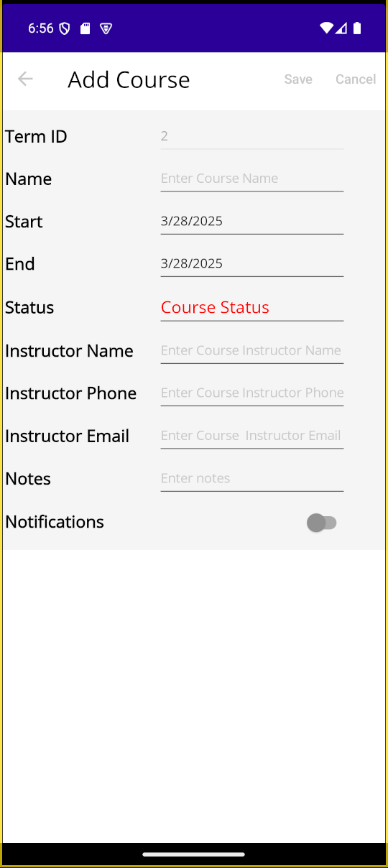 6:56
Add Course Save Cancel
Term ID 2
Name Enter Course Name
Start 3/28/2025
End 3/28/2025
Status Course Status
Instructor Name Enter Course Instructor Name
Instructor Phone Enter Course Instructor Phone
Instructor Email Enter Course  Instructor Email
Notes Enter notes
Notifications